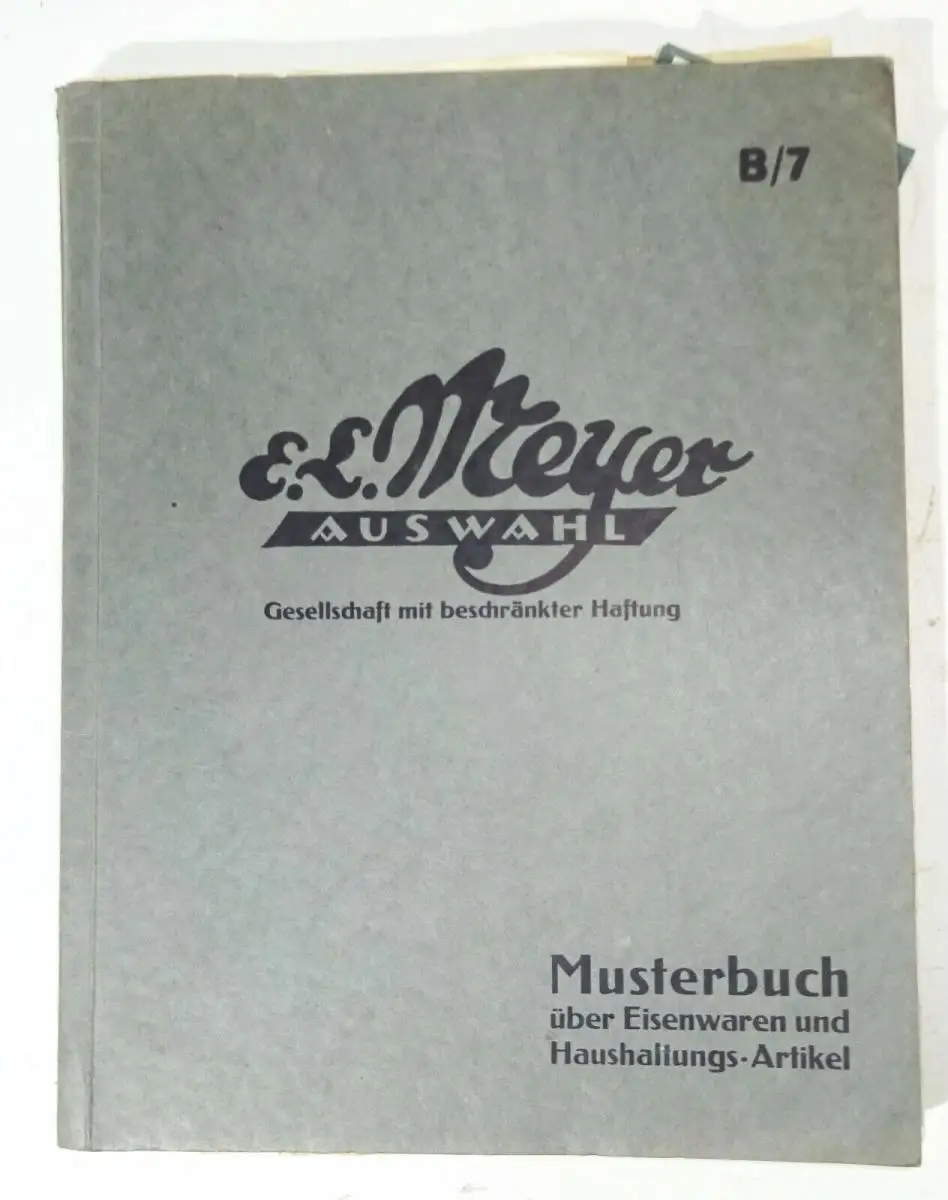 B/7
E.L. Meyer
AUSWAHL
Gesellschaft mit beschränkter Haftung
Musterbuch
über Eisenwaren und
Haushaltungs-Artikel